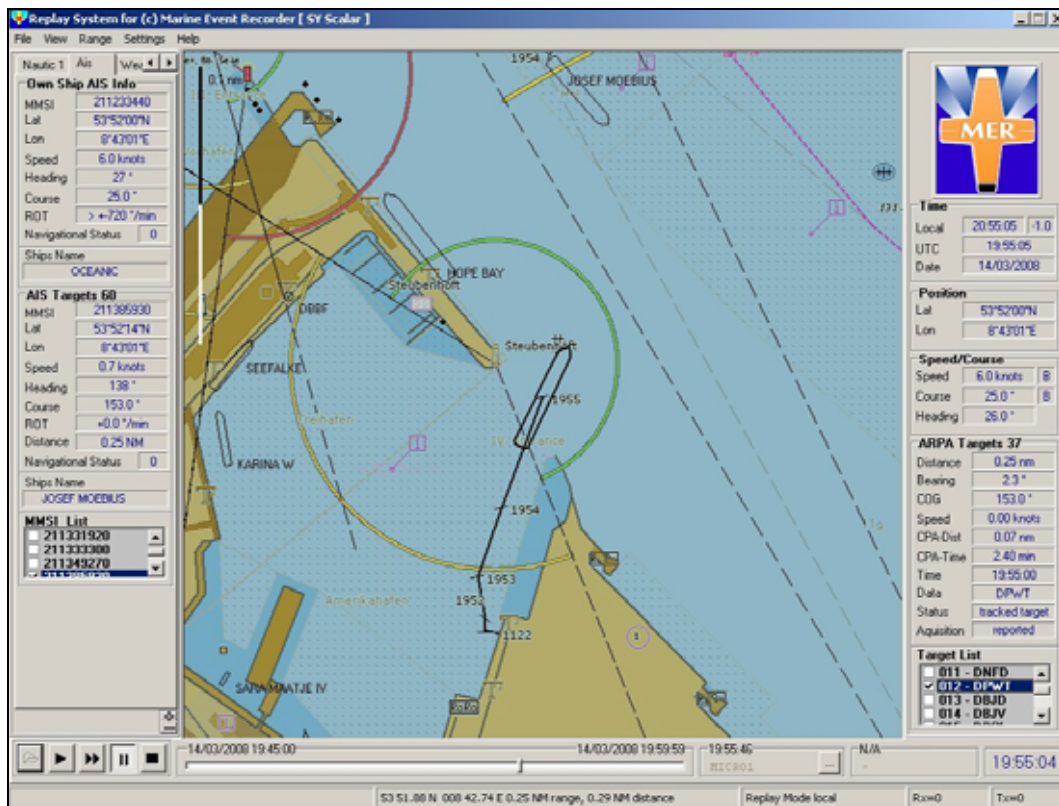 Replay System for (c) Marine Event Recorder [ SY Scalar ]
File View Range Settings Help
Nautic 1 Ais
Own Ship AIS Info
MMSI 211233440
Lat 53°52'00"N
Lon 8°43'01"E
Speed 6.0 knots
Heading 27 °
Course 25.0 °
ROT > +-720 °/min
Navigational Status 0
Ships Name
OCEANIC
AIS Targets 60
MMSI 211385930
Lat 53°52'14"N
Lon 8°43'01"E
Speed 0.7 knots
Heading 138 °
Course 153.0 °
ROT +0.0 °/min
Distance 0.25 NM
Navigational Status 0
Ships Name
JOSEF MOEBIUS
MMSI List
211331920
211333300
211349270
0.1 nm
1954
JOSEF MOEBIUS
HOPE BAY
Steubenhoft
DBBF
Steubenhoft
SEEFALKE
1955
KARINA W
1954
1953
Amerikahafen
1952
1122
SARA MAATJE IV
MER
Time
Local 20:55:05 -1.0
UTC 19:55:05
Date 14/03/2008
Position
Lat 53°52'00"N
Lon 8°43'01"E
Speed/Course
Speed 6.0 knots B
Course 25.0 ° B
Heading 26.0 °
ARPA Targets 37
Distance 0.25 nm
Bearing 2.3 °
COG 153.0 °
Speed 0.00 knots
CPA-Dist 0.07 nm
CPA-Time 2.40 min
Time 19:55:00
Data DPWT
Status tracked target
Aquisition reported
Target List
011 - DNFD
012 - DPWT
013 - DBJD
014 - DBJV
14/03/2008 19:45:00 14/03/2008 19:59:59
19:55:46
MICRO1 ...
N/A
-
19:55:04
53 51.88 N 008 42.74 E 0.25 NM range, 0.29 NM distance
Replay Mode local
Rx=0
Tx=0